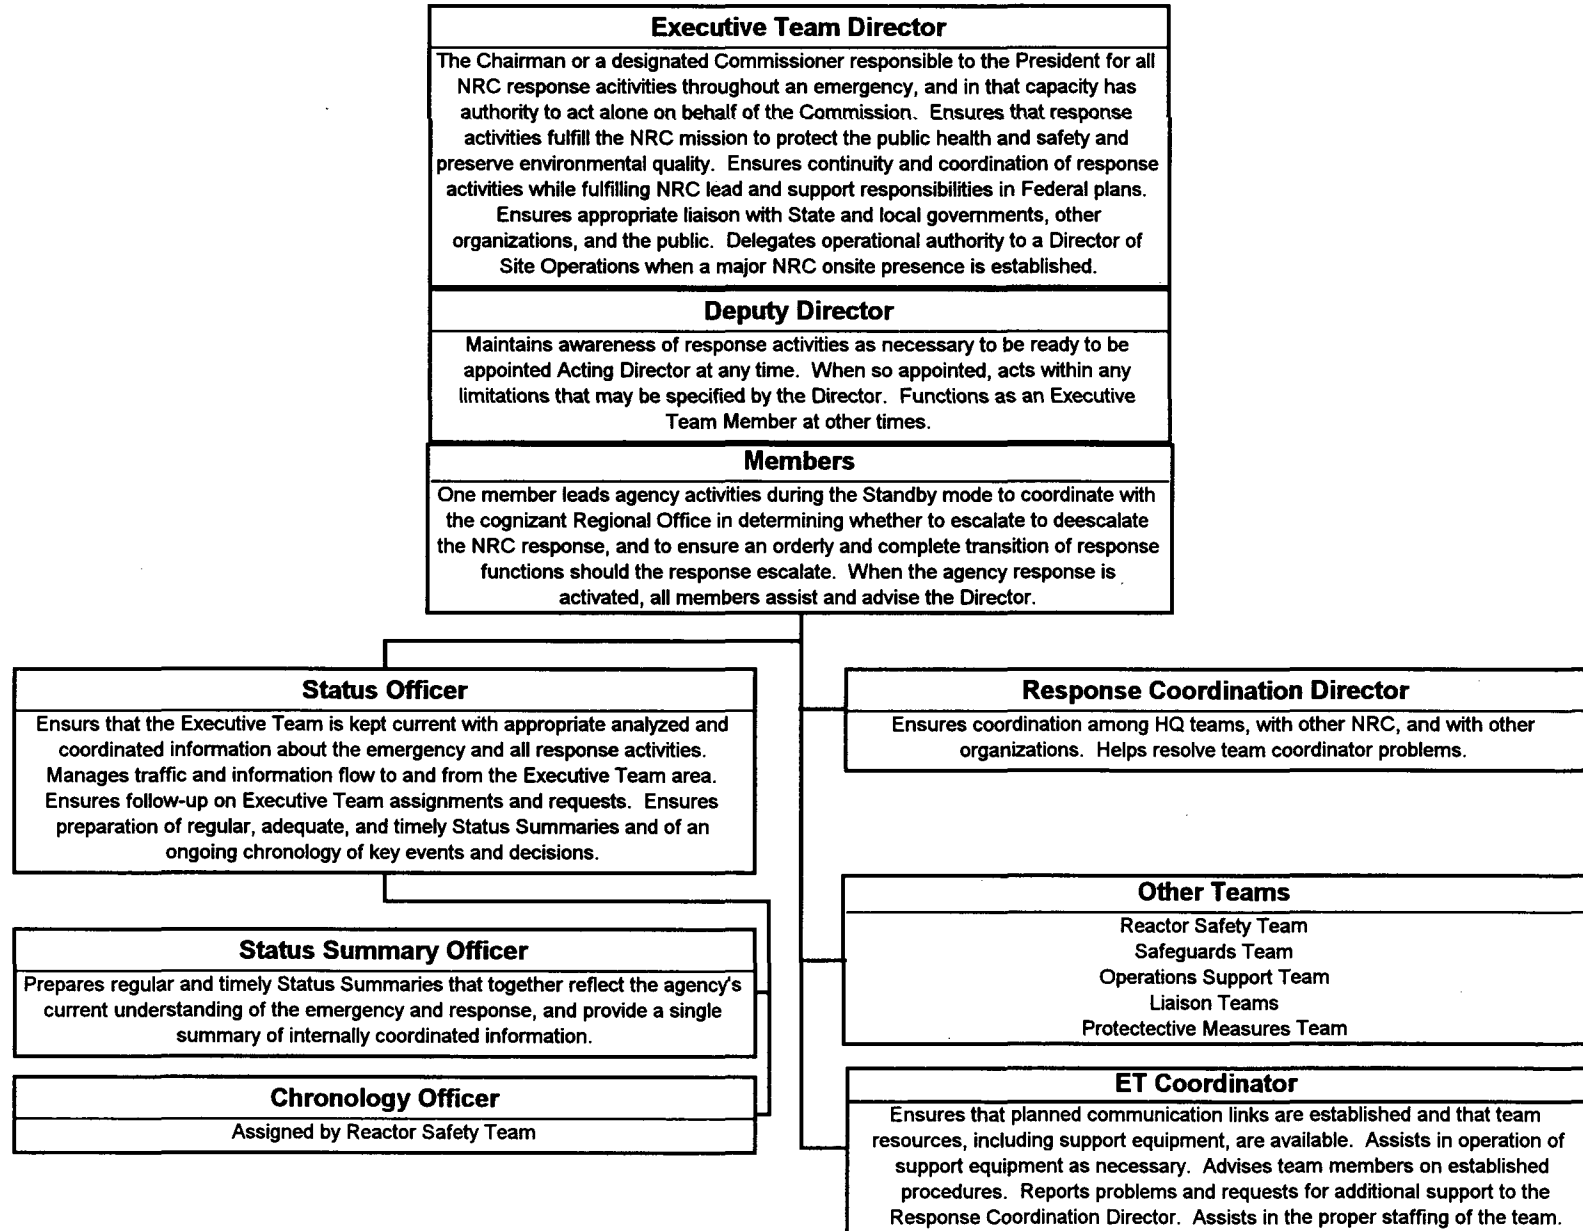 Executive Team Director
The Chairman or a designated Commissioner responsible to the President for all
NRC response acitivities throughout an emergency, and in that capacity has
authority to act alone on behalf of the Commission. Ensures that response
activities fulfill the NRC mission to protect the public health and safety and
preserve environmental quality. Ensures continuity and coordination of response
activities while fulfilling NRC lead and support responsibilities in Federal plans.
Ensures appropriate liaison with State and local governments, other
organizations, and the public. Delegates operational authority to a Director of
Site Operations when a major NRC onsite presence is established.
Deputy Director
Maintains awareness of response activities as necessary to be ready to be
appointed Acting Director at any time. When so appointed, acts within any
limitations that may be specified by the Director. Functions as an Executive
Team Member at other times.
Members
One member leads agency activities during the Standby mode to coordinate with
the cognizant Regional Office in determining whether to escalate to deescalate
the NRC response, and to ensure an orderly and complete transition of response
functions should the response escalate. When the agency response is
activated, all members assist and advise the Director.
Status Officer
Ensurs that the Executive Team is kept current with appropriate analyzed and
coordinated information about the emergency and all response activities.
Manages traffic and information flow to and from the Executive Team area.
Ensures follow-up on Executive Team assignments and requests. Ensures
preparation of regular, adequate, and timely Status Summaries and of an
ongoing chronology of key events and decisions.
Status Summary Officer
Prepares regular and timely Status Summaries that together reflect the agency's
current understanding of the emergency and response, and provide a single
summary of internally coordinated information.
Chronology Officer
Assigned by Reactor Safety Team
Response Coordination Director
Ensures coordination among HQ teams, with other NRC, and with other
organizations. Helps resolve team coordinator problems.
Other Teams
Reactor Safety Team
Safeguards Team
Operations Support Team
Liaison Teams
Protectective Measures Team
ET Coordinator
Ensures that planned communication links are established and that team
resources, including support equipment, are available. Assists in operation of
support equipment as necessary. Advises team members on established
procedures. Reports problems and requests for additional support to the
Response Coordination Director. Assists in the proper staffing of the team.